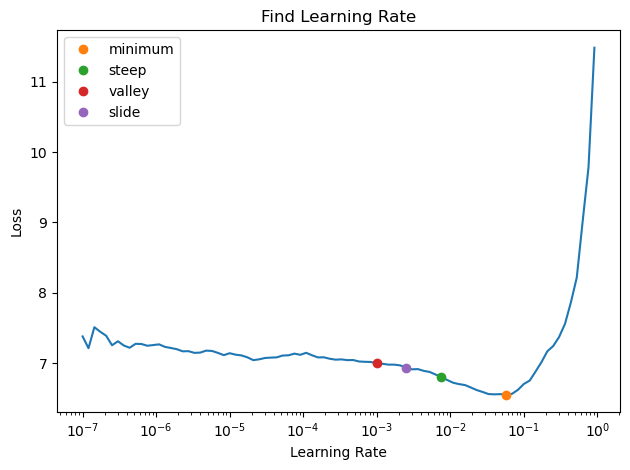 Find Learning Rate
minimum
steep
valley
slide
Loss
11
10
9
8
7
10⁻⁷ 10⁻⁶ 10⁻⁵ 10⁻⁴ 10⁻³ 10⁻² 10⁻¹ 10⁰
Learning Rate